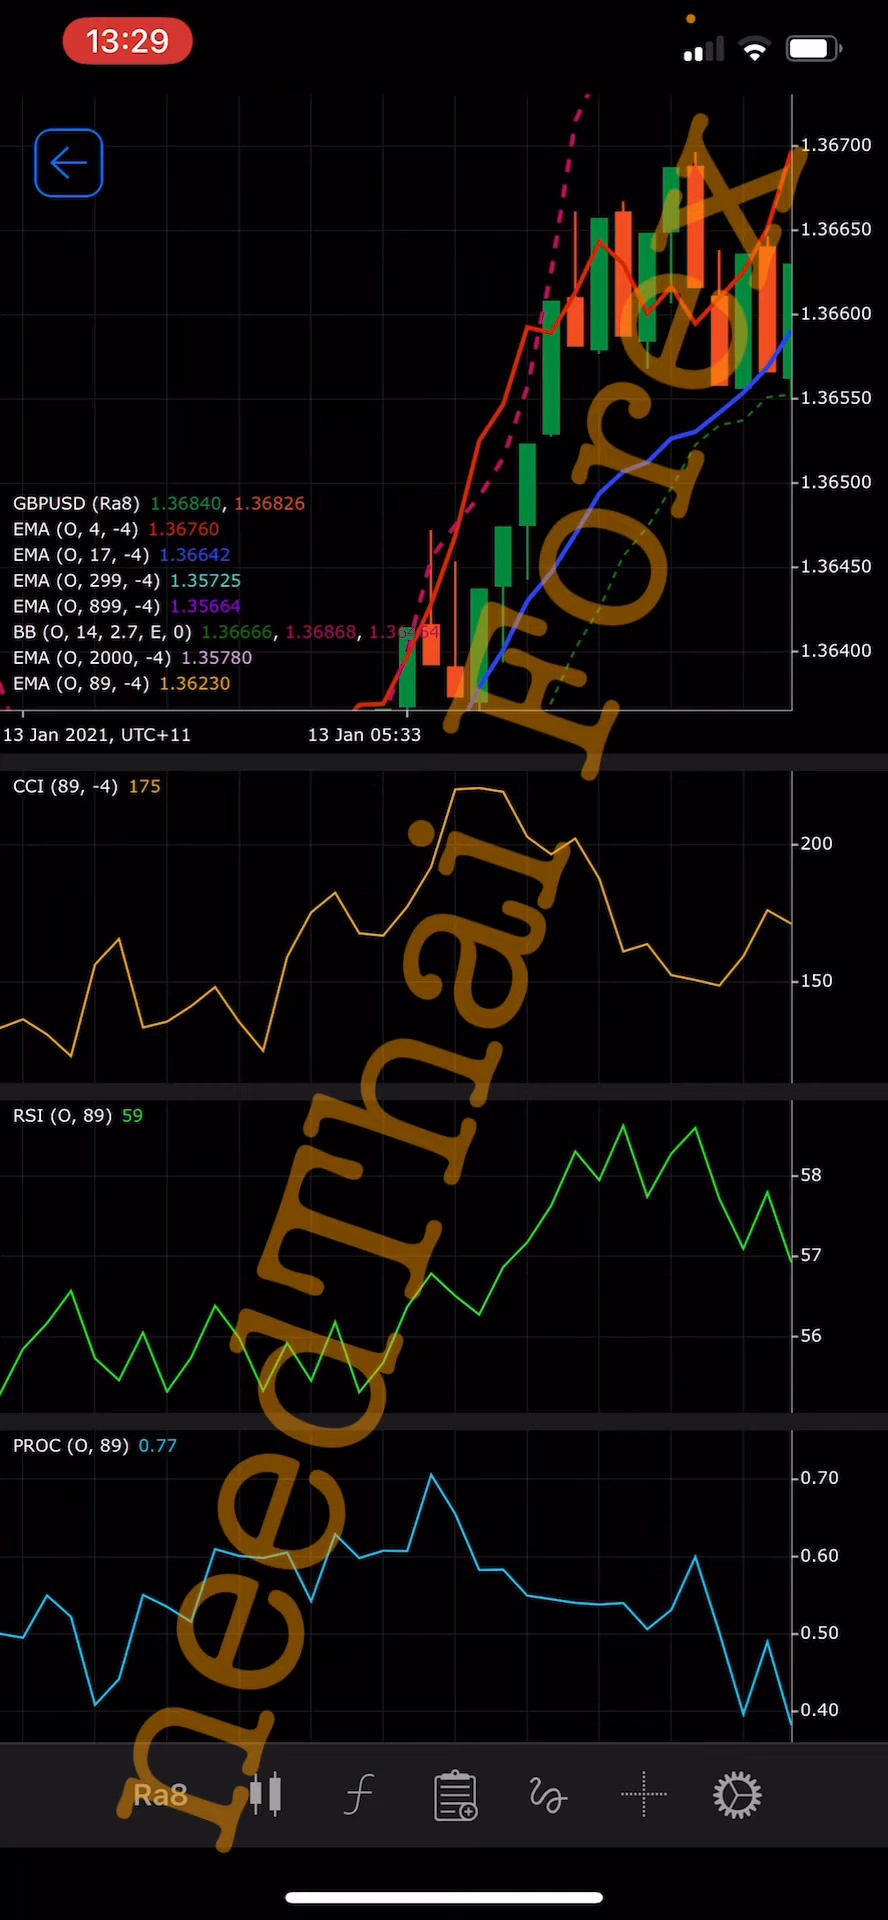 13:29
1.36700
1.36650
1.36600
1.36550
1.36500
1.36450
1.36400
GBPUSD (Ra8) 1.36840, 1.36826
EMA (O, 4, -4) 1.36760
EMA (O, 17, -4) 1.36642
EMA (O, 299, -4) 1.35725
EMA (O, 899, -4) 1.35664
BB (O, 14, 2.7, E, 0) 1.36666, 1.36868, 1.36464
EMA (O, 2000, -4) 1.35780
EMA (O, 89, -4) 1.36230
13 Jan 2021, UTC+11 13 Jan 05:33
CCI (89, -4) 175
200
150
RSI (O, 89) 59
58
57
56
PROC (O, 89) 0.77
0.70
0.60
0.50
0.40
Ra8
needThai Forex